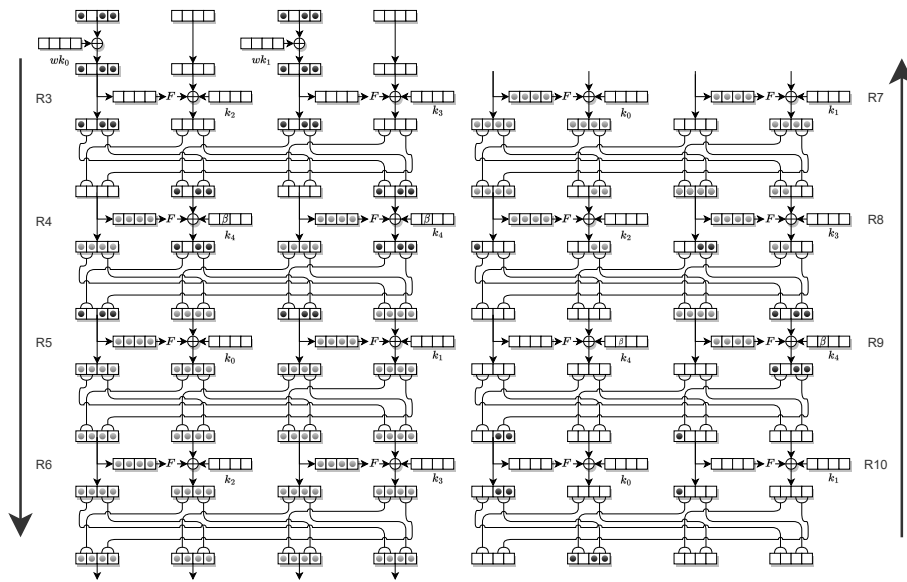 wk₀ wk₁
R3 F k₂ F k₃ F k₀ F k₁ R7
R4 F β k₄ F β k₄ F k₂ F k₃ R8
R5 F k₀ F k₁ F β k₄ F β k₄ R9
R6 F k₂ F k₃ F k₀ F k₁ R10